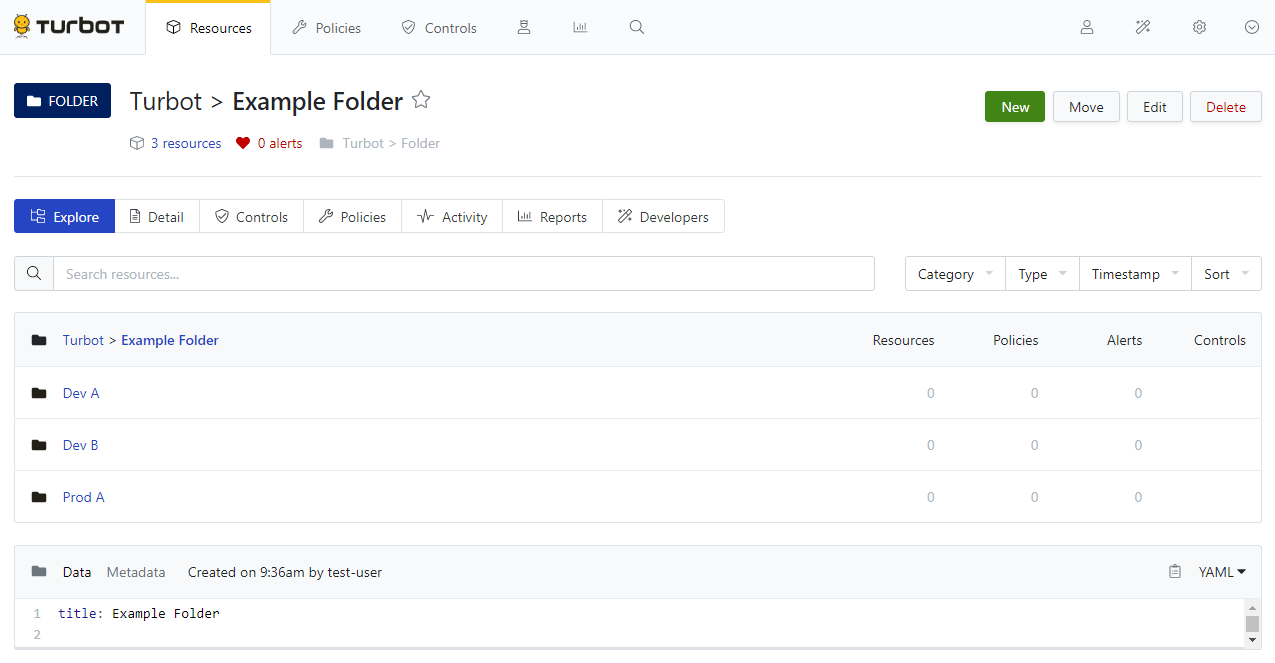 TURBOT Resources Policies Controls
FOLDER Turbot > Example Folder New Move Edit Delete
3 resources 0 alerts Turbot > Folder
Explore Detail Controls Policies Activity Reports Developers
Search resources... Category Type Timestamp Sort
Turbot > Example Folder Resources Policies Alerts Controls
Dev A 0 0 0
Dev B 0 0 0
Prod A 0 0 0
Data Metadata Created on 9:36am by test-user YAML
1 title: Example Folder
2